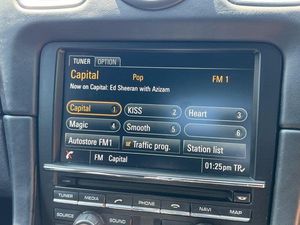 TUNER OPTION
Capital Pop FM 1
Now on Capital: Ed Sheeran with Azizam
Capital 1 KISS 2 Heart 3
Magic 4 Smooth 5 6
Autostore FM1 Traffic prog. Station list
FM Capital 01:25pm TP
TUNER MEDIA PHONE CAR NAVI MAP
SOURCE SOUND